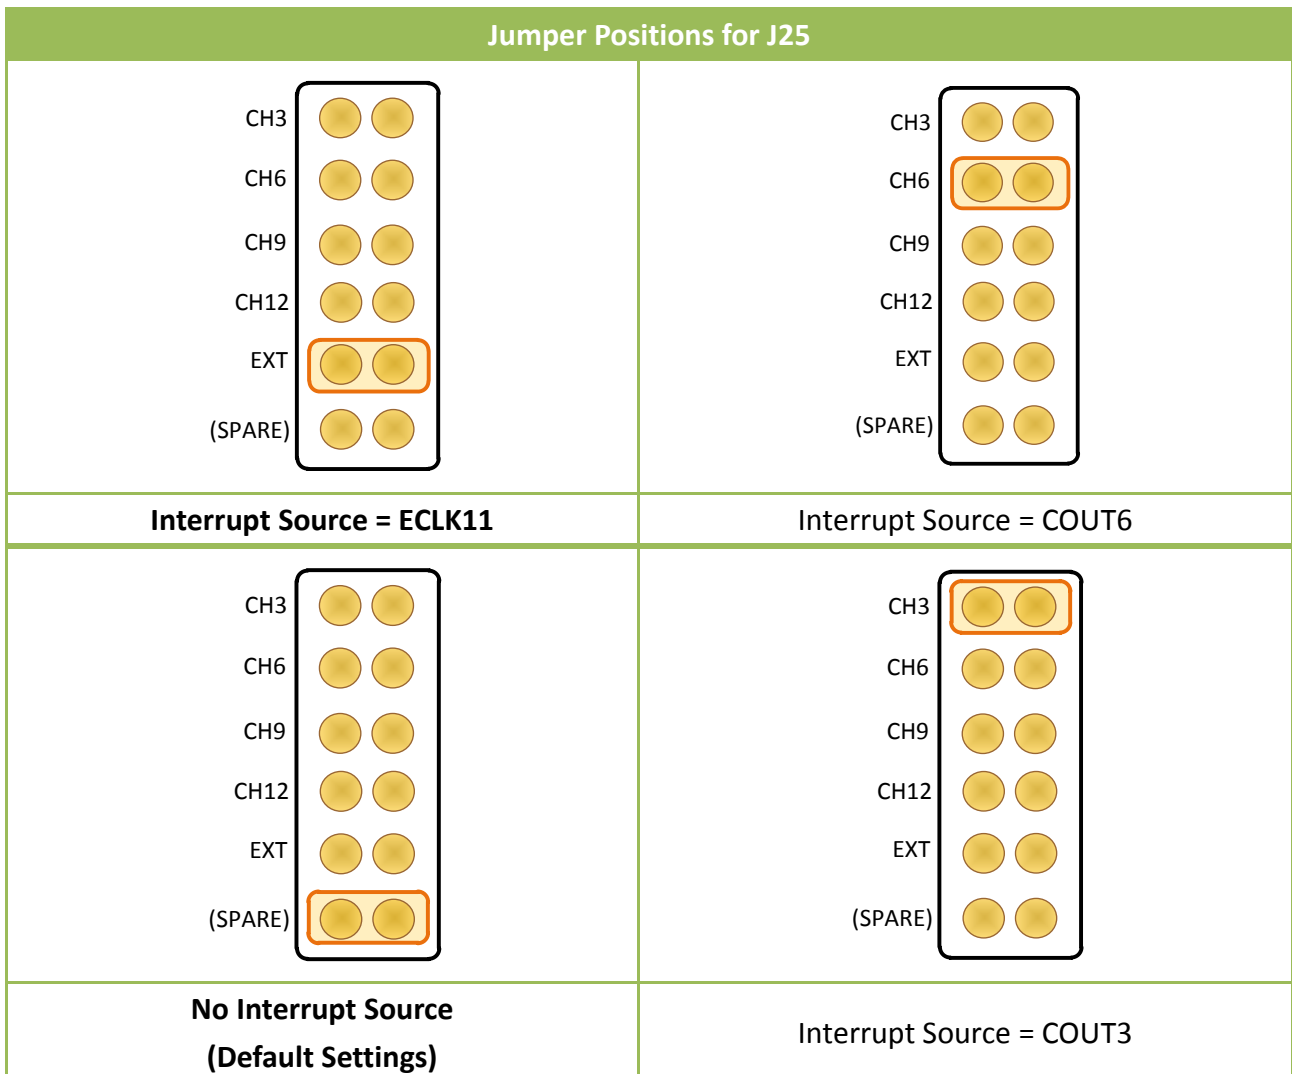 Jumper Positions for J25
CH3
CH6
CH9
CH12
EXT
(SPARE)
CH3
CH6
CH9
CH12
EXT
(SPARE)
Interrupt Source = ECLK11
Interrupt Source = COUT6
CH3
CH6
CH9
CH12
EXT
(SPARE)
CH3
CH6
CH9
CH12
EXT
(SPARE)
No Interrupt Source
(Default Settings)
Interrupt Source = COUT3